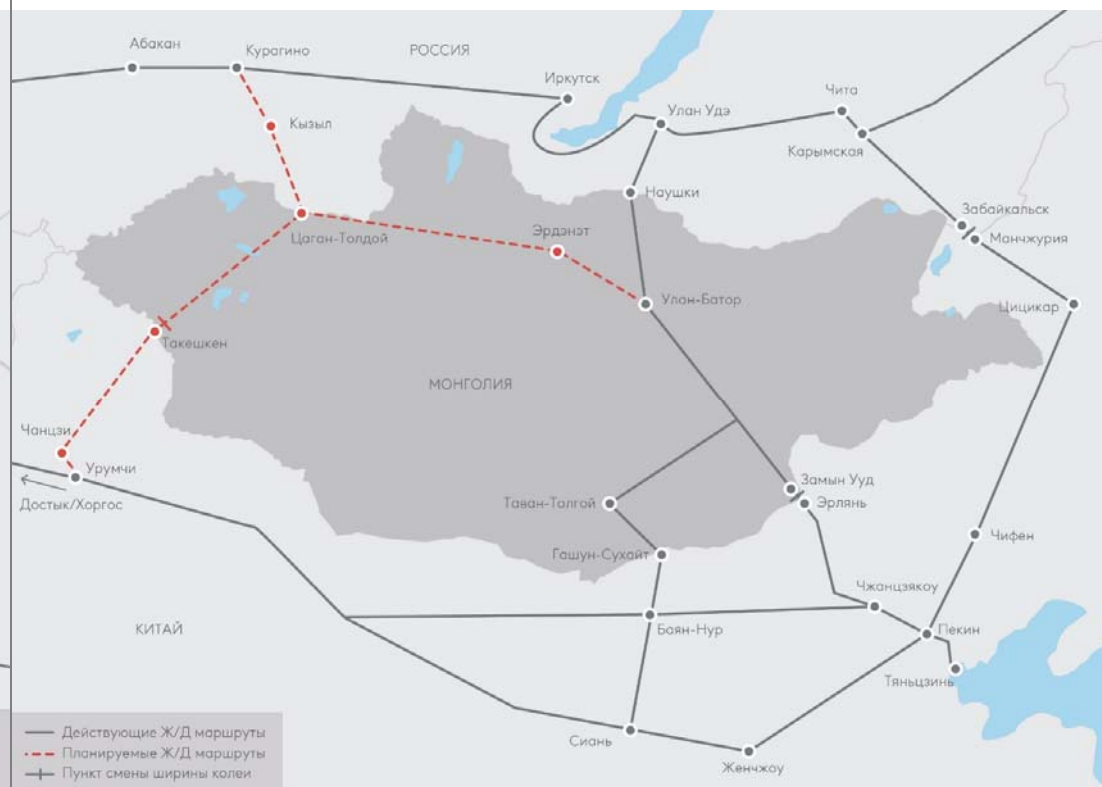 Абакан
Курагино
РОССИЯ
Иркутск
Кызыл
Улан Удэ
Чита
Карымская
Наушки
Забайкальск
Манчжурия
Цаган-Толдой
Эрдэнэт
Улан-Батор
Цицикар
Такешкен
МОНГОЛИЯ
Чанцзи
Урумчи
Достык/Хоргос
Таван-Толгой
Замын Ууд
Эрлянь
Гашун-Сухайт
Чифен
Чжанцзякоу
КИТАЙ
Баян-Нур
Пекин
Тяньцзинь
Сиань
Женчжоу
Действующие Ж/Д маршруты
Планируемые Ж/Д маршруты
Пункт смены ширины колеи